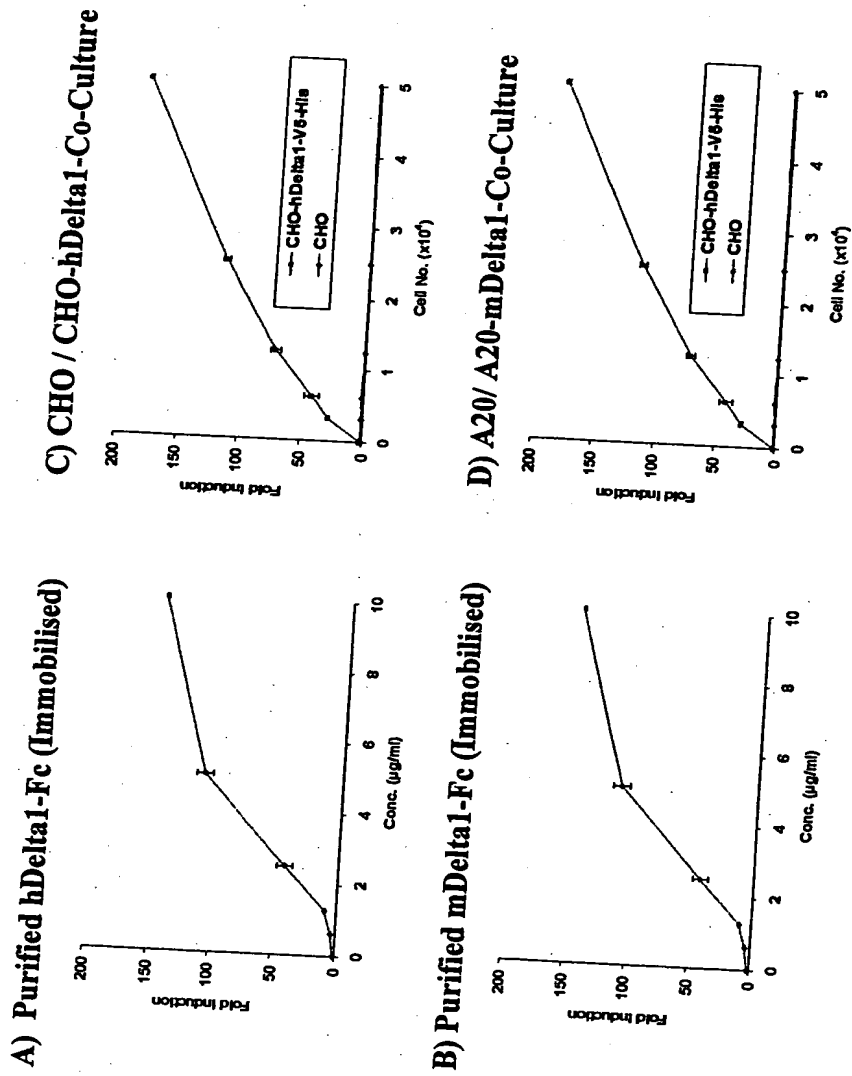 A) Purified hDelta1-Fc (Immobilised)
Fold Induction
200
150
100
50
0
0
2
4
6
8
10
Conc. (µg/ml)
B) Purified mDelta1-Fc (Immobilised)
Fold Induction
200
150
100
50
0
0
2
4
6
8
10
Conc. (µg/ml)
C) CHO / CHO-hDelta1-Co-Culture
Fold Induction
200
150
100
50
0
0
1
2
3
4
5
Cell No. (x10⁴)
CHO-hDelta1-V5-His
CHO
D) A20/ A20-mDelta1-Co-Culture
Fold Induction
200
150
100
50
0
0
1
2
3
4
5
Cell No. (x10⁴)
CHO-hDelta1-V5-His
CHO